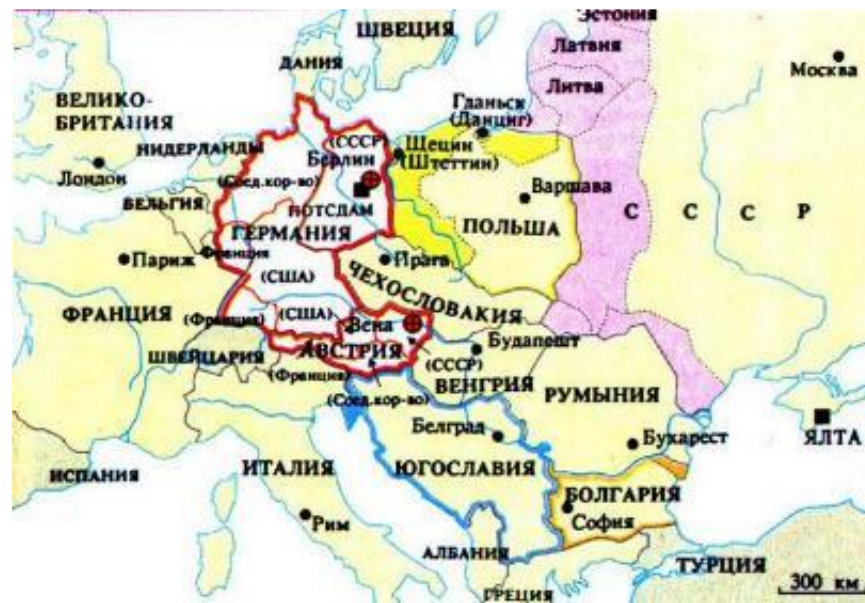 Эстония
ШВЕЦИЯ
Латвия
ДАНИЯ
Москва
Литва
ВЕЛИКО-
БРИТАНИЯ
Гданьск
(Данциг)
НИДЕРЛАНДЫ
(СССР)
Щецин
(Штеттин)
Берлин
Лондон
(Соед.кор-во)
Варшава
БЕЛЬГИЯ
ПОТСДАМ
С С С Р
ПОЛЬША
ГЕРМАНИЯ
Франция
Париж
Прага
(США)
ЧЕХОСЛОВАКИЯ
ФРАНЦИЯ
(Франция)
(США)
Вена
Будапешт
ШВЕЙЦАРИЯ
АВСТРИЯ
(СССР)
(Франция)
ВЕНГРИЯ
РУМЫНИЯ
(Соед.кор-во)
Белград
Бухарест
ЯЛТА
ИСПАНИЯ
ИТАЛИЯ
ЮГОСЛАВИЯ
БОЛГАРИЯ
Рим
София
АЛБАНИЯ
ТУРЦИЯ
300 км
ГРЕЦИЯ